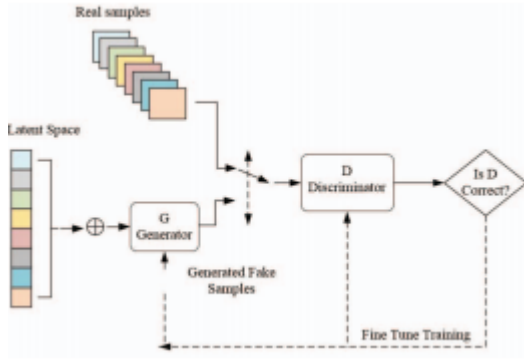 Real samples
Latent Space
D
Discriminator
Is D
Correct?
G
Generator
Generated Fake
Samples
Fine Tune Training